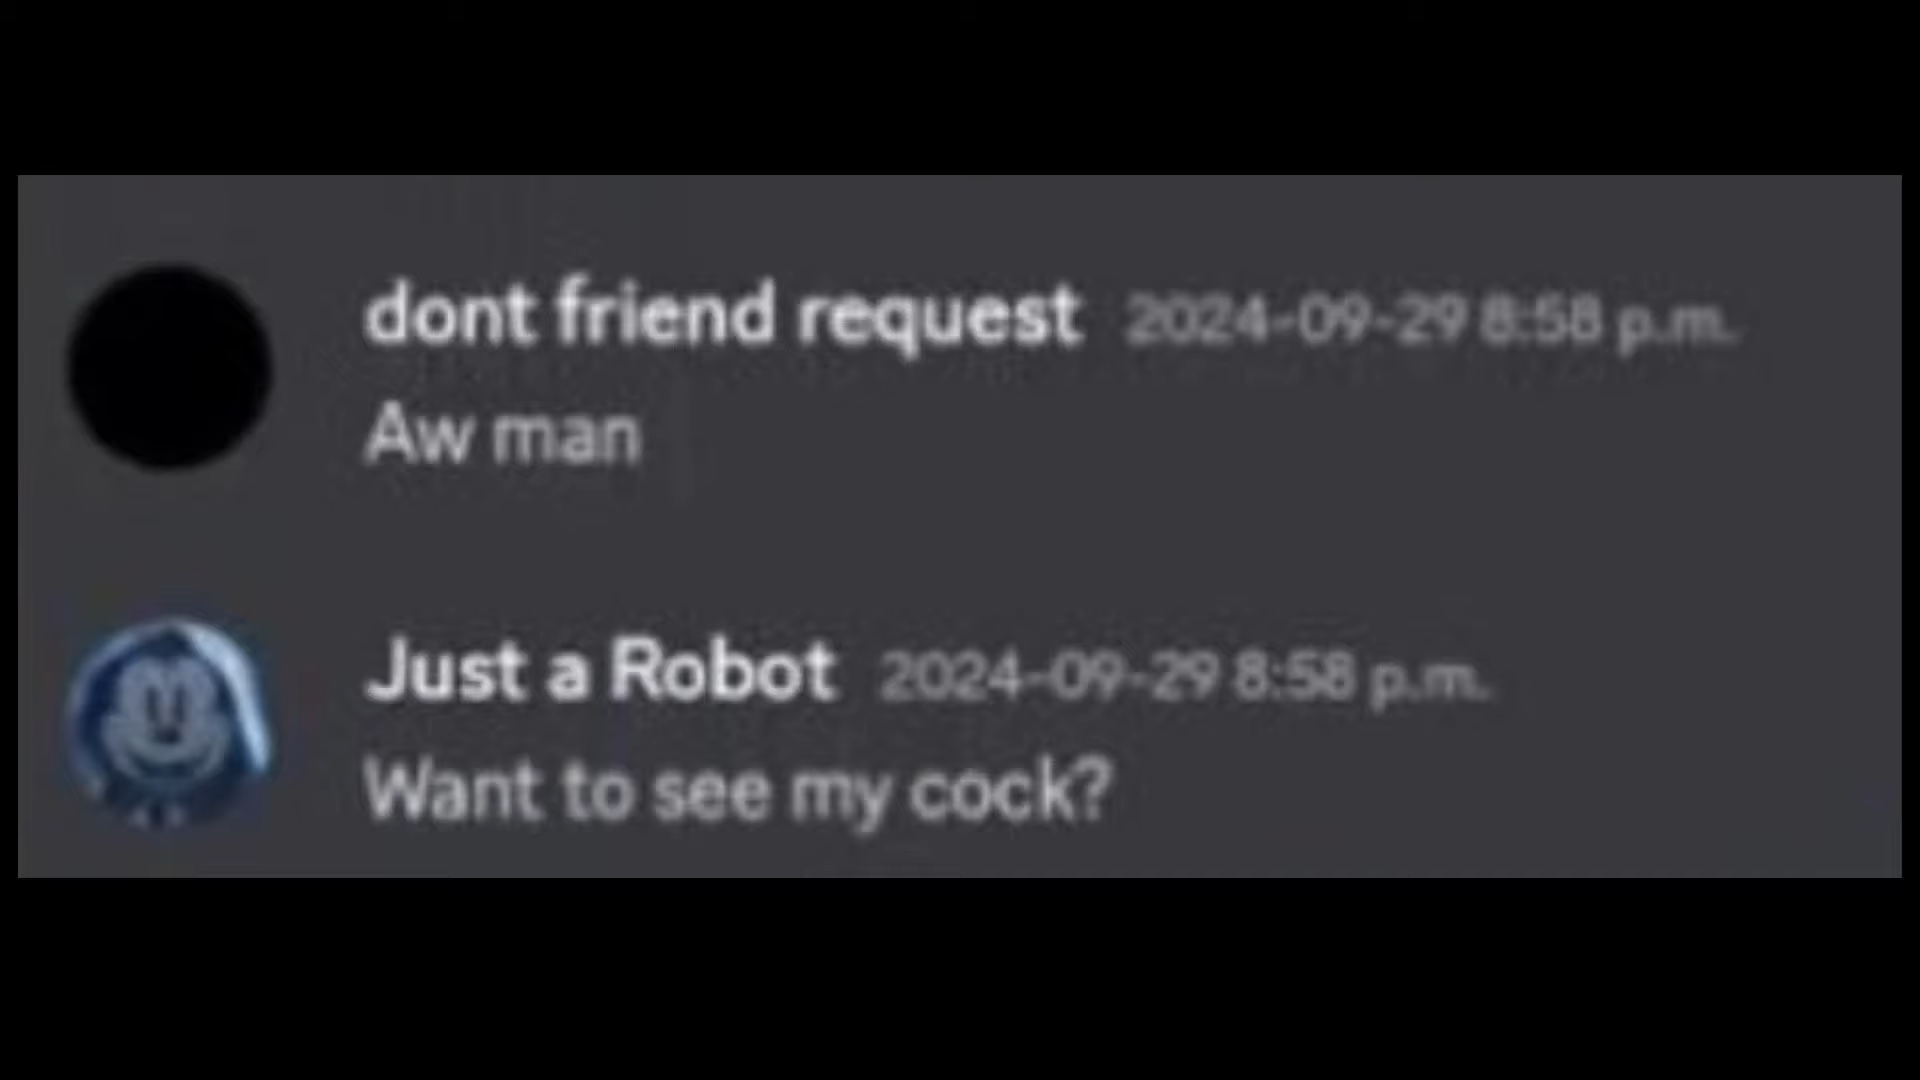 dont friend request 2024-09-29 8:58 p.m.
Aw man
Just a Robot 2024-09-29 8:58 p.m.
Want to see my cock?